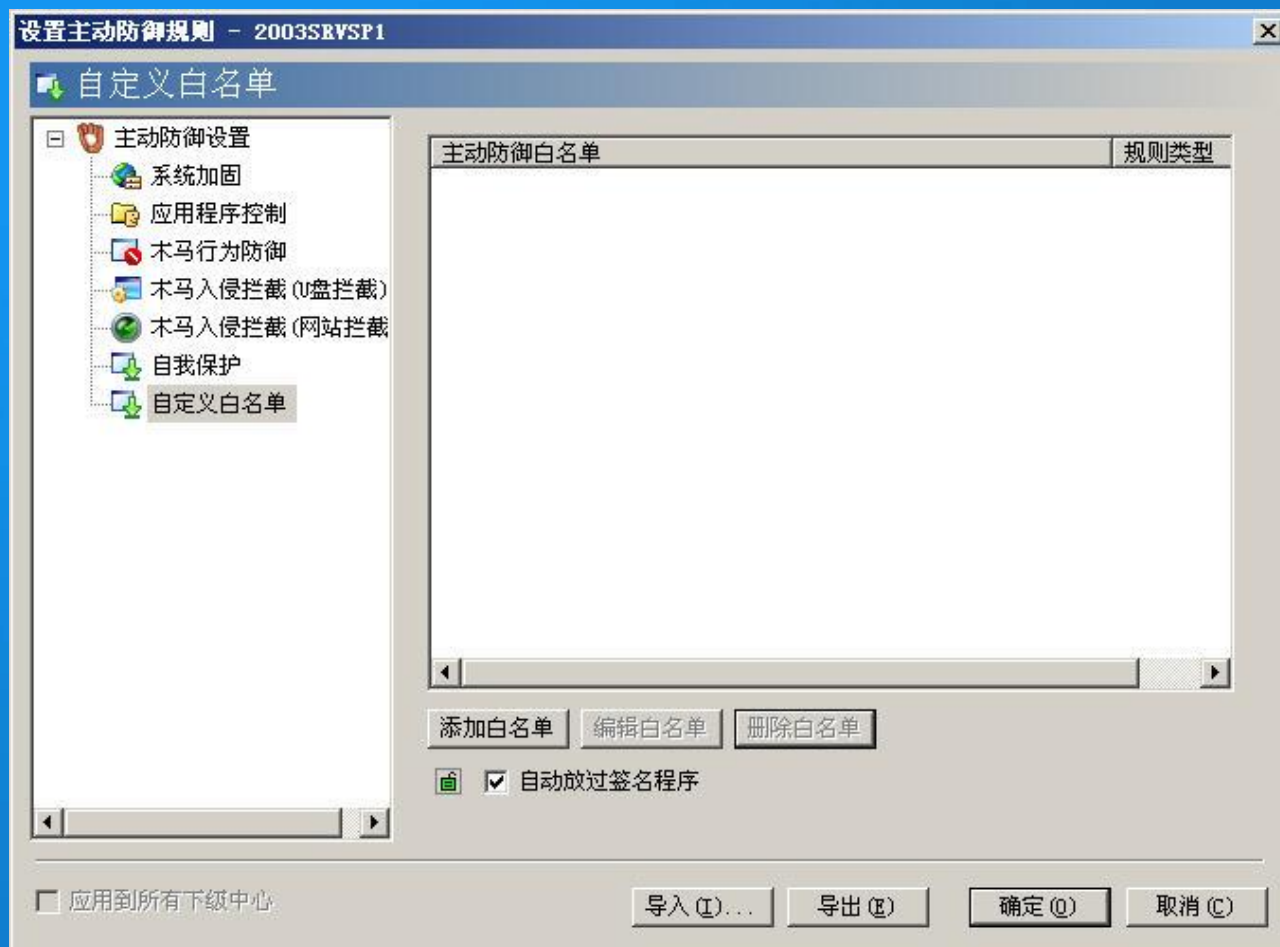 设置主动防御规则 - 2003SRVSP1
自定义白名单
主动防御设置
系统加固
应用程序控制
木马行为防御
木马入侵拦截(U盘拦截)
木马入侵拦截(网站拦截
自我保护
自定义白名单
主动防御白名单 规则类型
添加白名单 编辑白名单 删除白名单
自动放过签名程序
应用到所有下级中心 导入(I)... 导出(E) 确定(O) 取消(C)